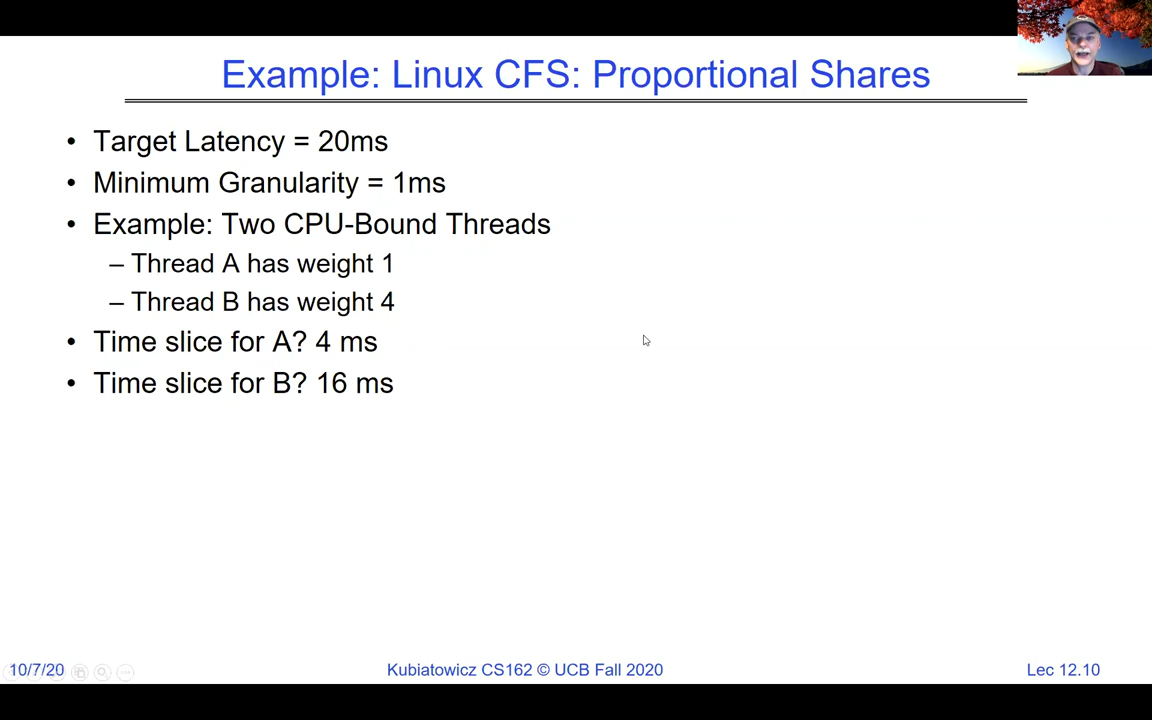 Example: Linux CFS: Proportional Shares
• Target Latency = 20ms
• Minimum Granularity = 1ms
• Example: Two CPU-Bound Threads
– Thread A has weight 1
– Thread B has weight 4
• Time slice for A? 4 ms
• Time slice for B? 16 ms
10/7/20
Kubiatowicz CS162 © UCB Fall 2020
Lec 12.10